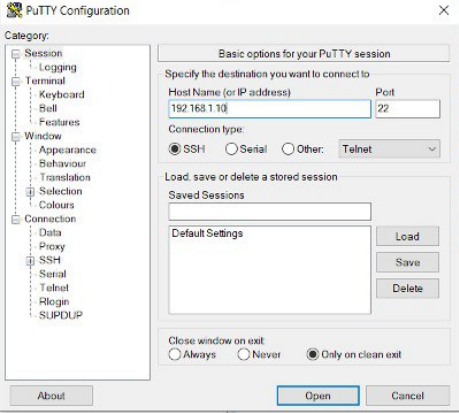 PuTTY Configuration
Category:
Session
Logging
Terminal
Keyboard
Bell
Features
Window
Appearance
Behaviour
Translation
Selection
Colours
Connection
Data
Proxy
SSH
Serial
Telnet
Rlogin
SUPDUP
Basic options for your PuTTY session
Specify the destination you want to connect to
Host Name (or IP address) Port
192.168.1.10 22
Connection type:
SSH Serial Other: Telnet
Load, save or delete a stored session
Saved Sessions
Default Settings
Load
Save
Delete
Close window on exit:
Always Never Only on clean exit
About Open Cancel